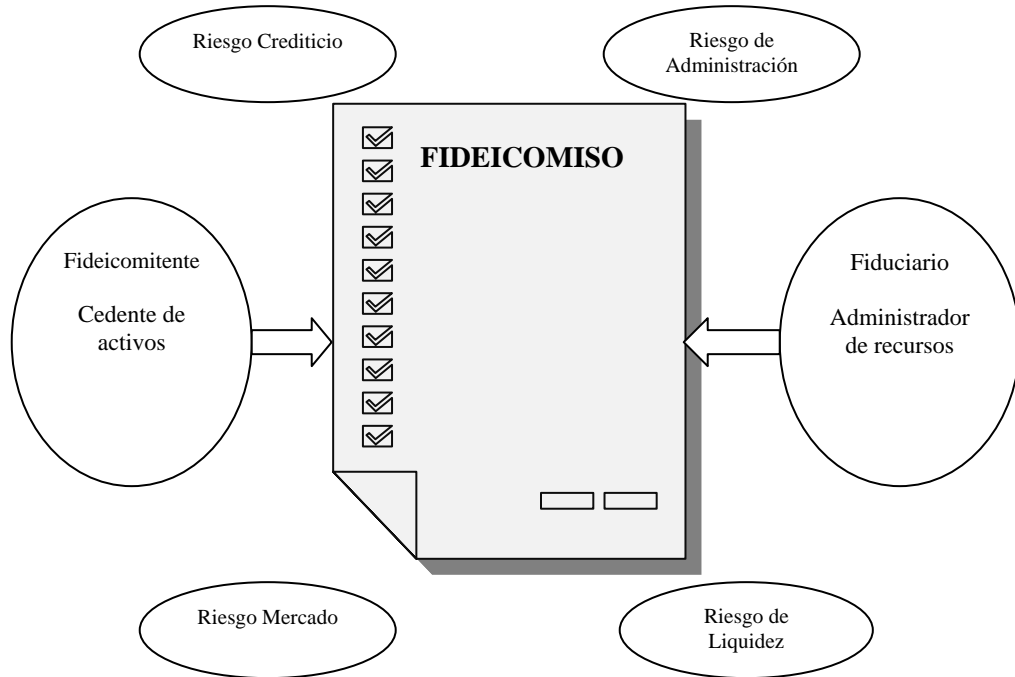 Riesgo Crediticio
Riesgo de
Administración
FIDEICOMISO
Fideicomitente
Cedente de
activos
Fiduciario
Administrador
de recursos
Riesgo Mercado
Riesgo de
Liquidez